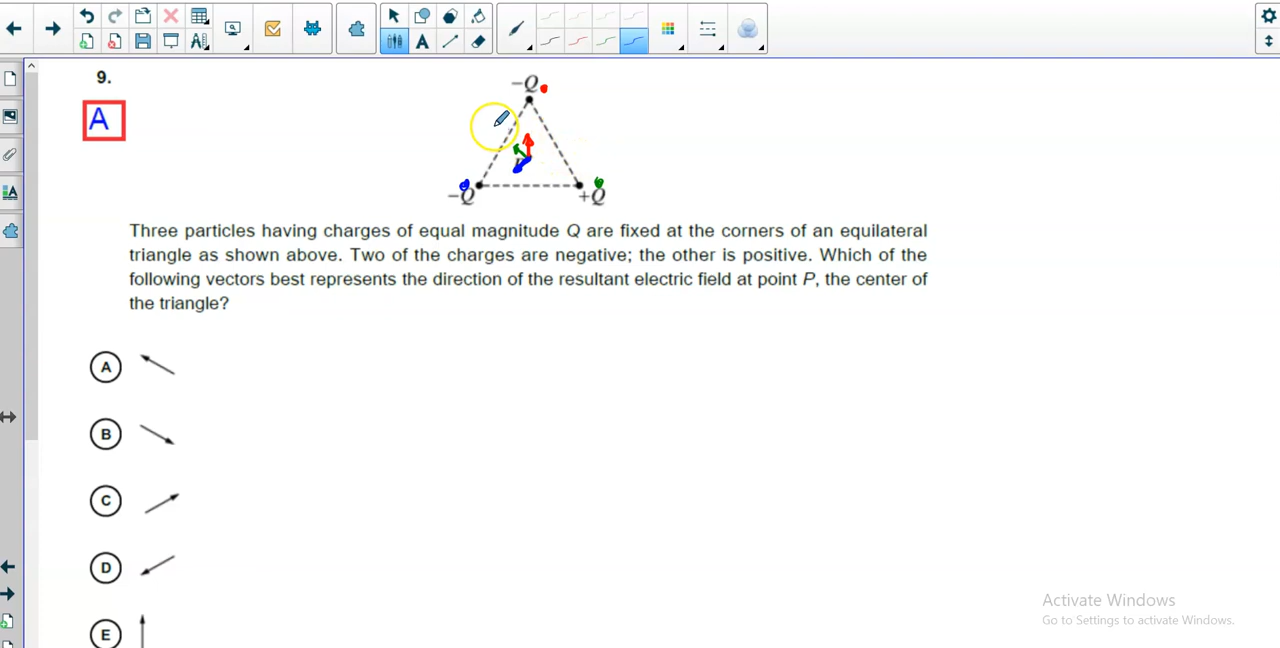 9.
A
−Q
−Q
+Q
Three particles having charges of equal magnitude Q are fixed at the corners of an equilateral
triangle as shown above. Two of the charges are negative; the other is positive. Which of the
following vectors best represents the direction of the resultant electric field at point P, the center of
the triangle?
A
B
C
D
E
Activate Windows
Go to Settings to activate Windows.